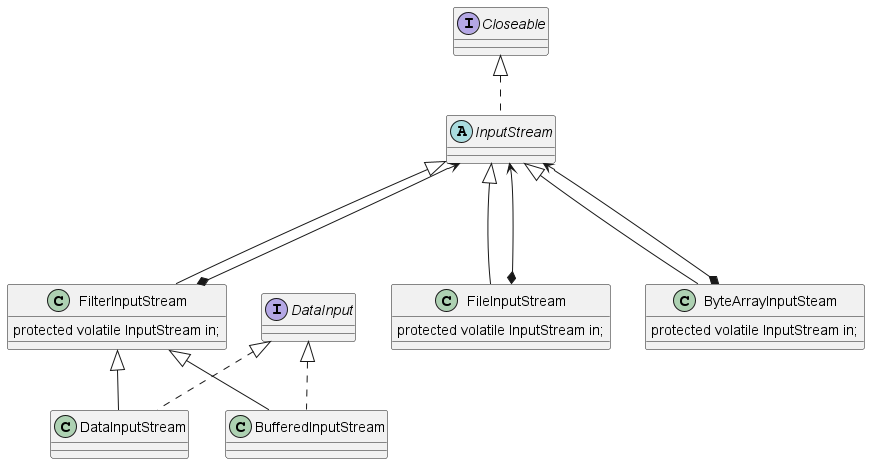 I Closeable
A InputStream
C FilterInputStream
protected volatile InputStream in;
I DataInput
C FileInputStream
protected volatile InputStream in;
C ByteArrayInputSteam
protected volatile InputStream in;
C DataInputStream
C BufferedInputStream